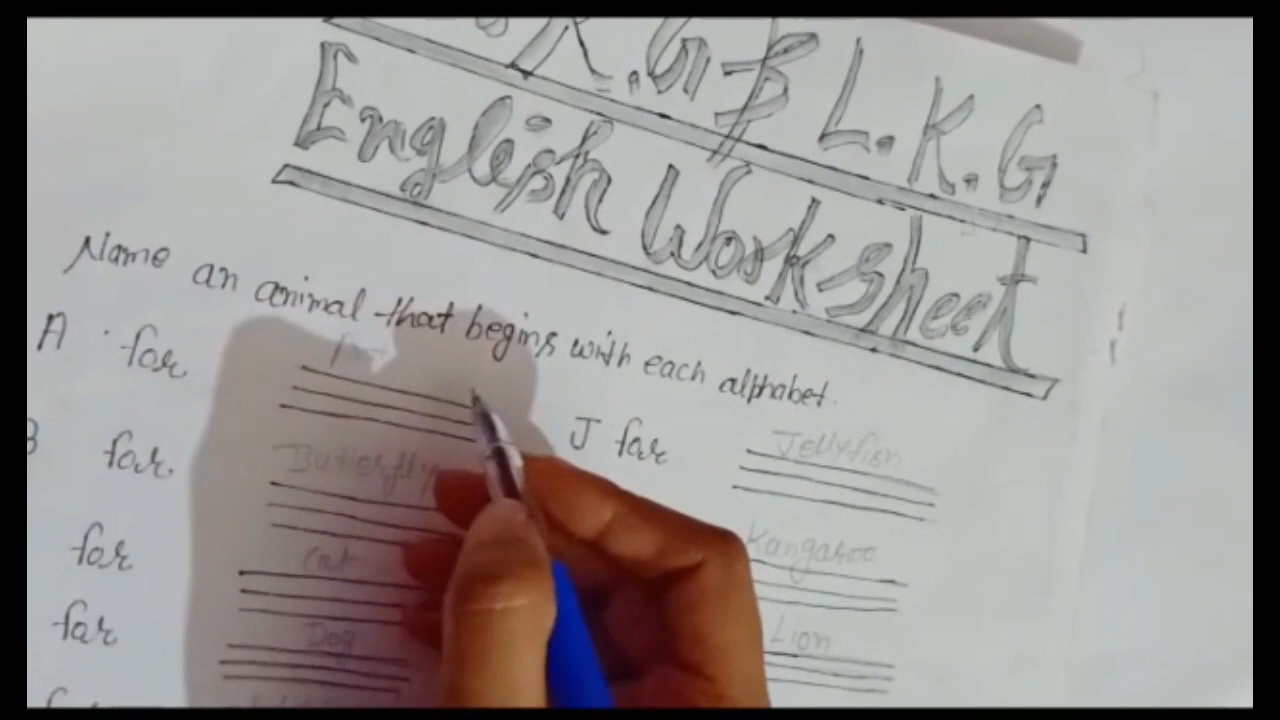 K.G & L.K.G
English Worksheet
Name an animal that begins with each alphabet.
A for
B for Butterfly
for cat
for Dog
J for Jellyfish
Kangaroo
Lion